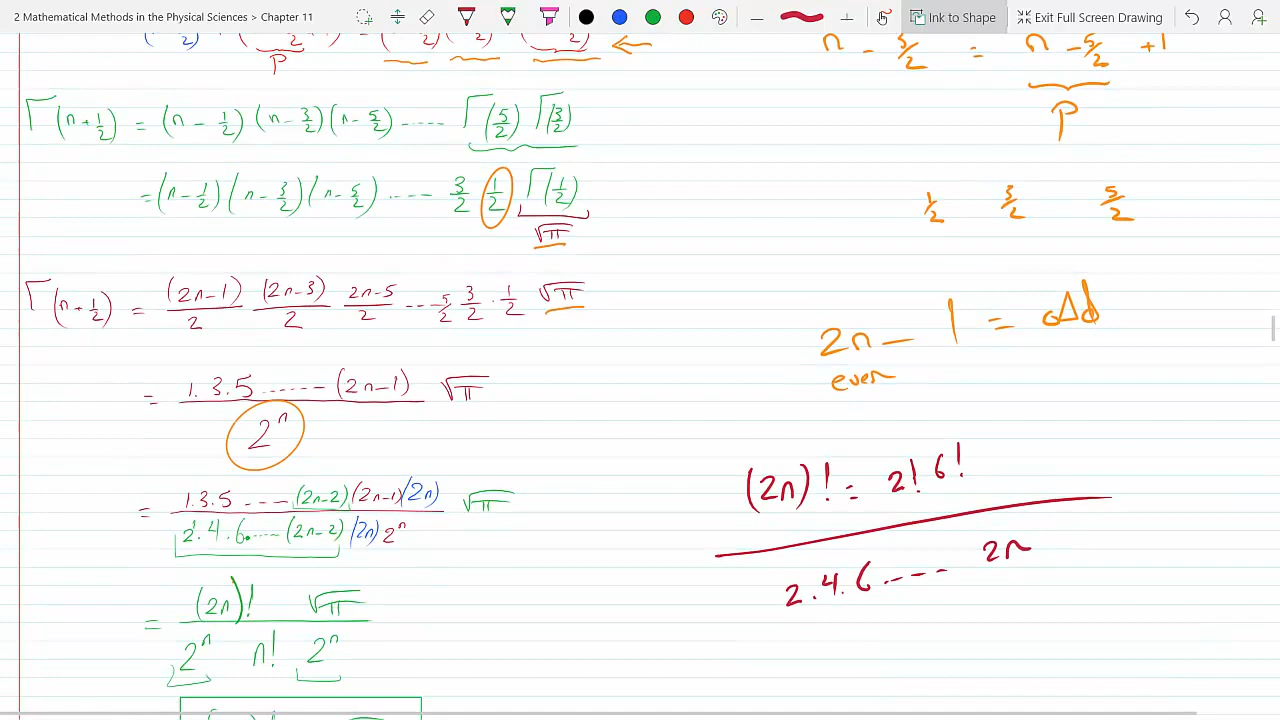 2 Mathematical Methods in the Physical Sciences > Chapter 11
Ink to Shape
Exit Full Screen Drawing
P
n - 5/2 = n - 5/2 + 1
P
Γ(n+1/2) = (n - 1/2) (n - 3/2) (n - 5/2) ..... Γ(5/2) Γ(3/2)
= (n - 1/2) (n - 3/2) (n - 5/2) ..... 3/2 1/2 Γ(1/2)
√π
1/2 3/2 5/2
Γ(n+1/2) = (2n-1)/2 (2n-3)/2 2n-5/2 --- 5/2 3/2 . 1/2 √π
2n - 1 = odd
even
= 1.3.5 ...... (2n-1) / 2^n √π
(2n)! = 2! 6!
2.4.6 ---- 2n
= 1.3.5 ---- (2n-2)(2n-1)(2n) / 2.4.6. ---- (2n-2)(2n) 2^n √π
= (2n)! √π / 2^n n! 2^n